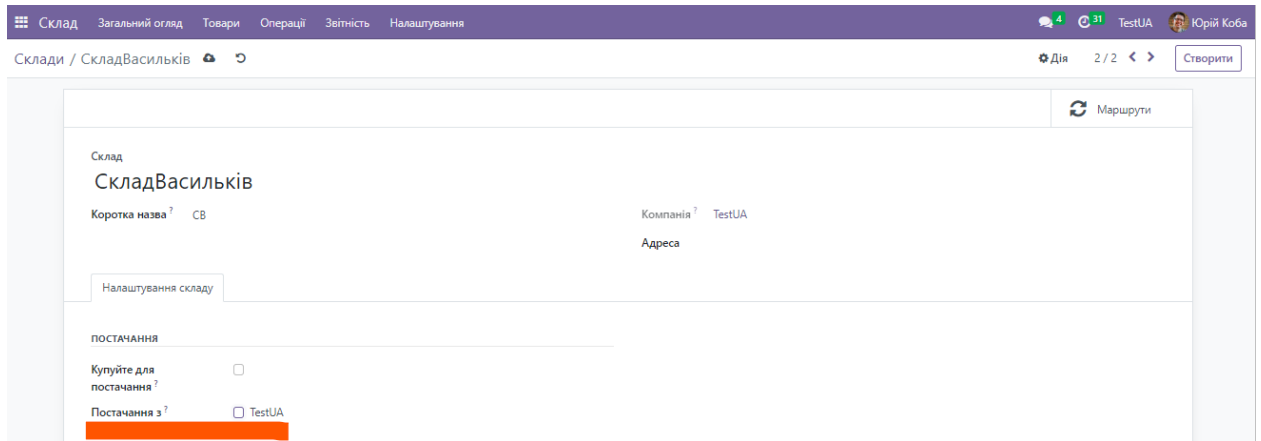 Склад Загальний огляд Товари Операції Звітність Налаштування 4 31 TestUA Юрій Коба
Склади / СкладВасильків Дія 2 / 2 Створити
Маршрути
Склад
СкладВасильків
Коротка назва ? СВ Компанія ? TestUA
Адреса
Налаштування складу
ПОСТАЧАННЯ
Купуйте для
постачання ?
Постачання з ? TestUA